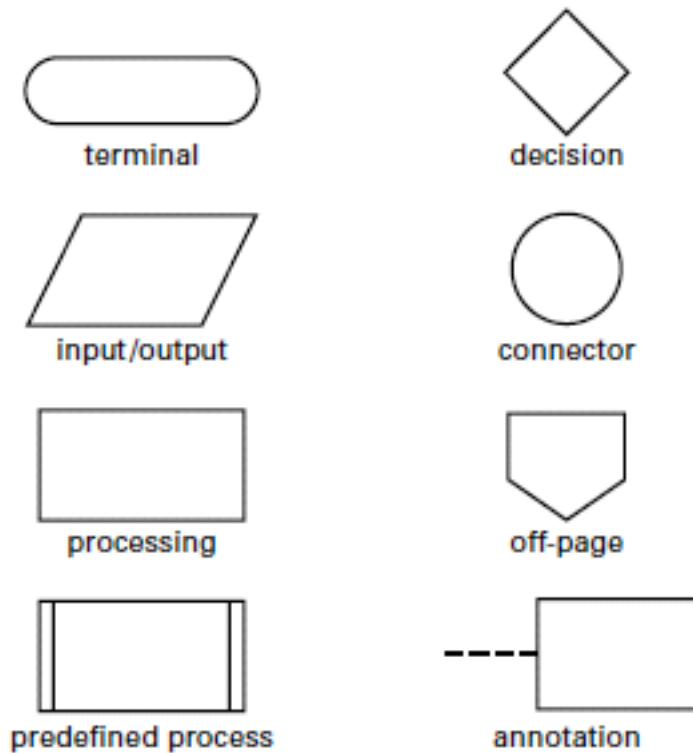 terminal
decision
input/output
connector
processing
off-page
predefined process
annotation